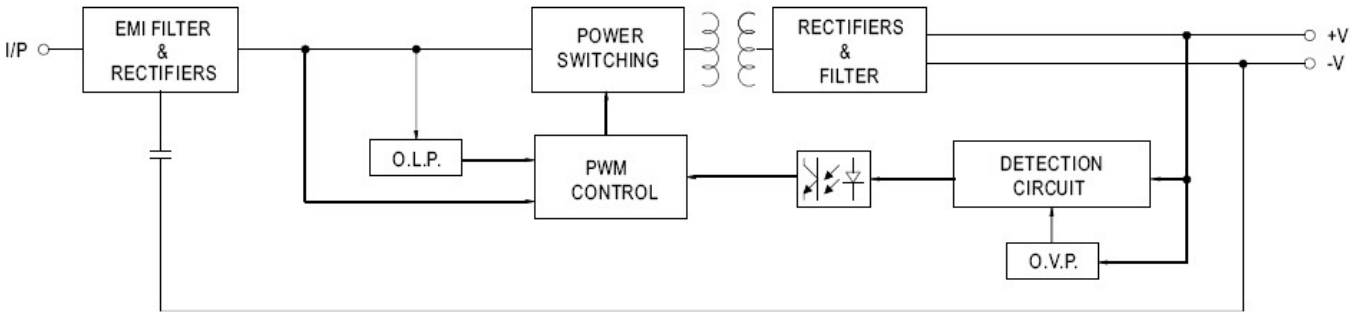 I/P
EMI FILTER
&
RECTIFIERS
POWER
SWITCHING
RECTIFIERS
&
FILTER
+V
-V
O.L.P.
PWM
CONTROL
DETECTION
CIRCUIT
O.V.P.